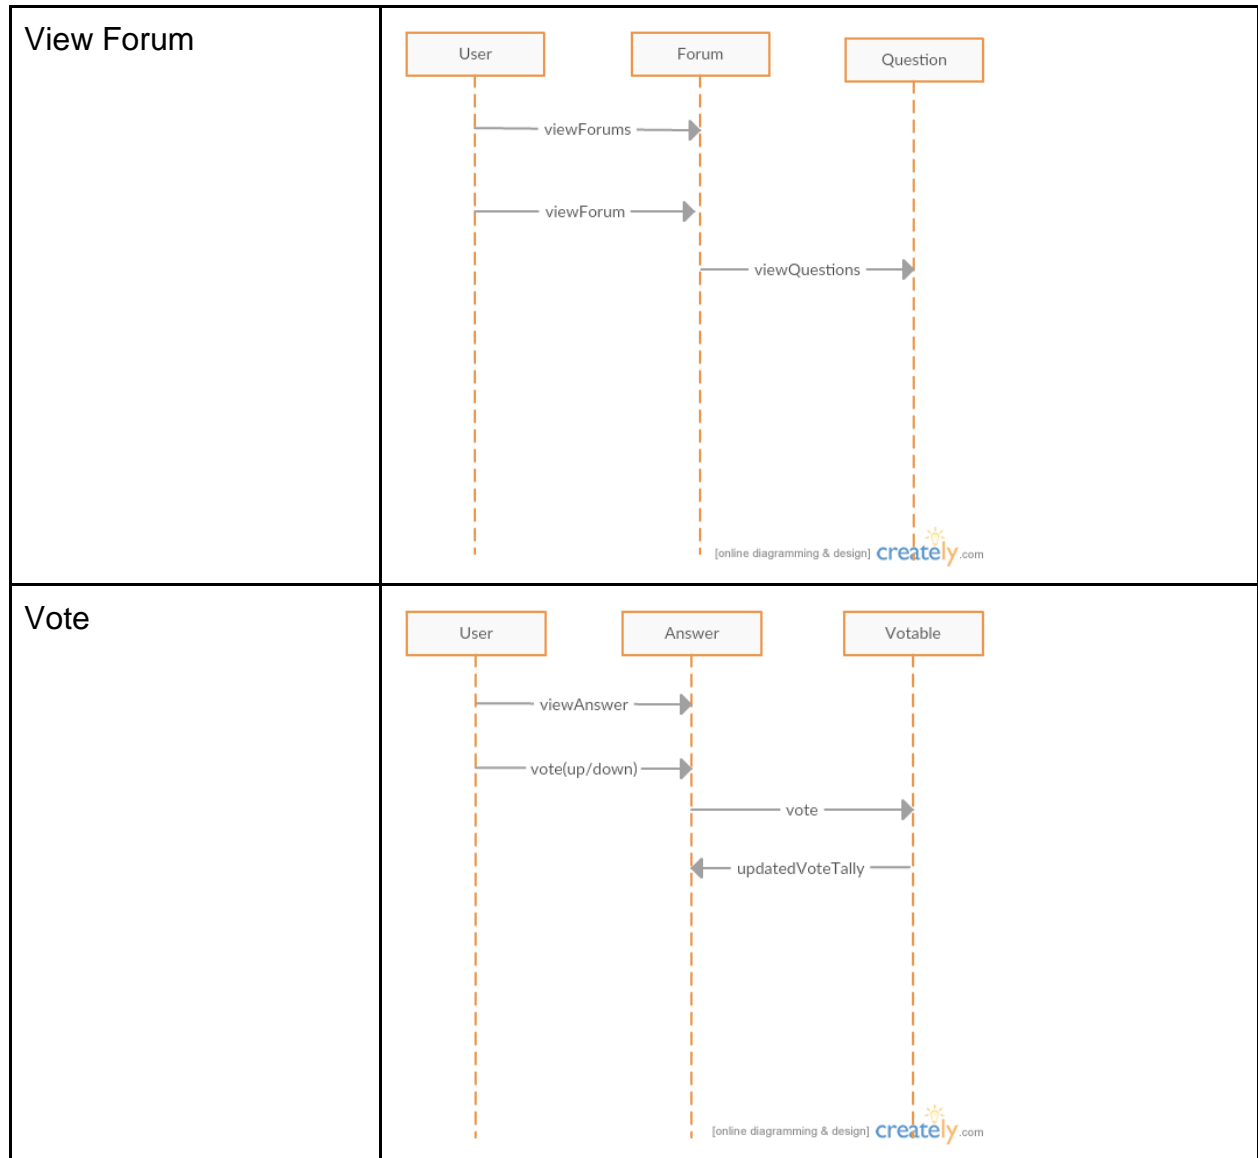 View Forum
User
Forum
Question
viewForums
viewForum
viewQuestions
[online diagramming & design] creately.com
Vote
User
Answer
Votable
viewAnswer
vote(up/down)
vote
updatedVoteTally
[online diagramming & design] creately.com